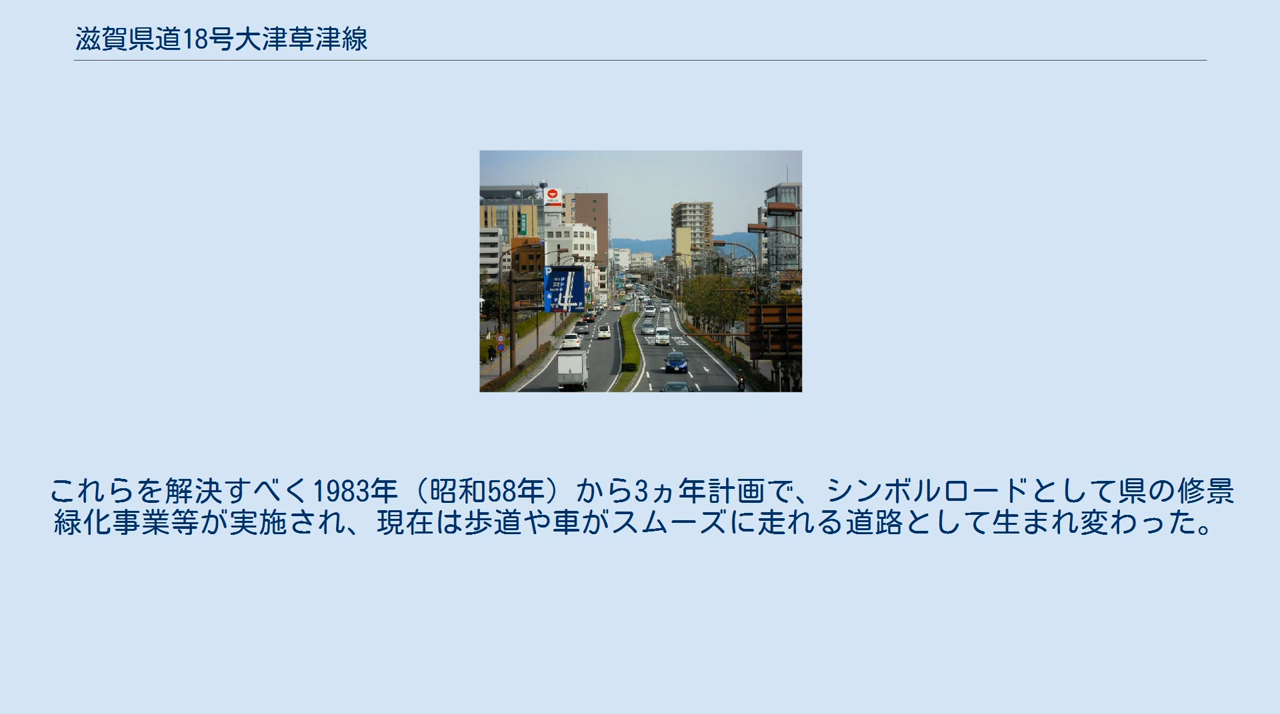 滋賀県道18号大津草津線
これらを解決すべく1983年（昭和58年）から3ヵ年計画で、シンボルロードとして県の修景
緑化事業等が実施され、現在は歩道や車がスムーズに走れる道路として生まれ変わった。